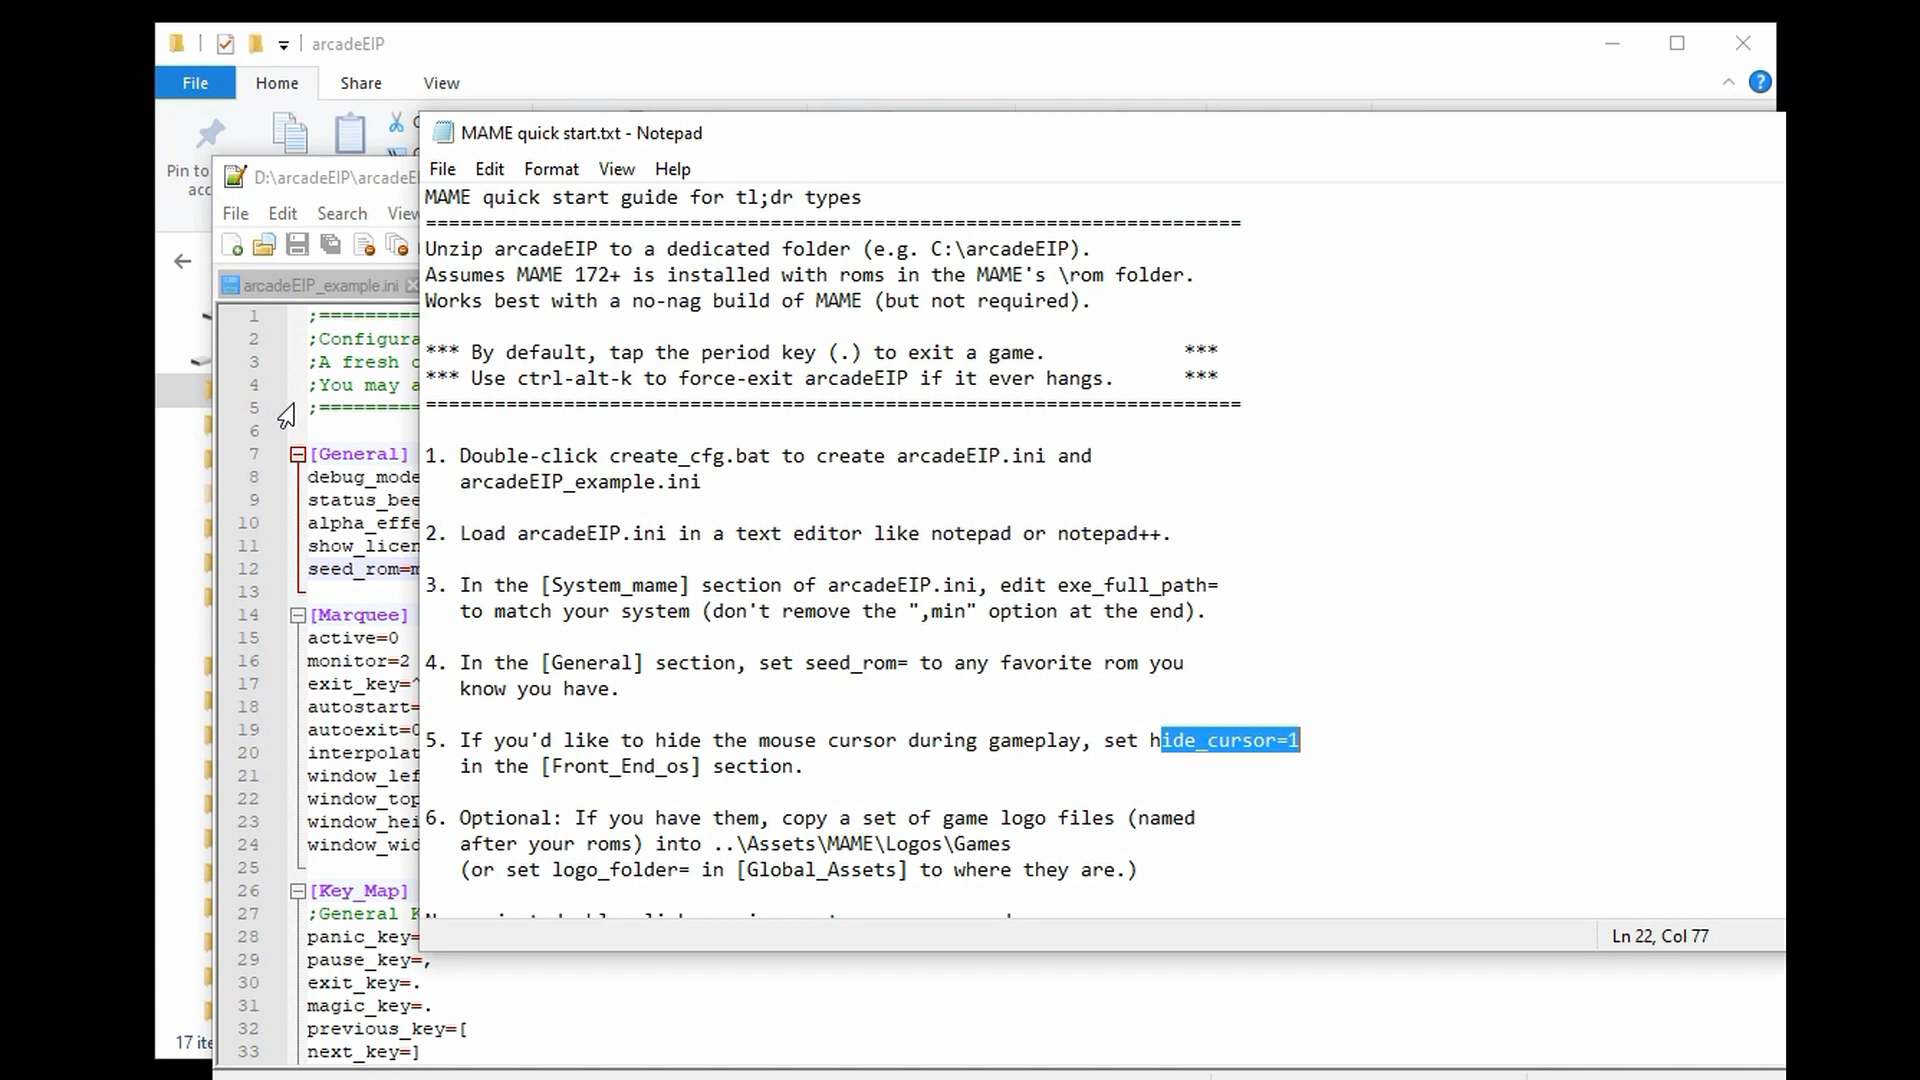 arcadeEIP
File Home Share View
Pin to
MAME quick start.txt - Notepad
File Edit Format View Help
MAME quick start guide for tl;dr types
=======================================================================
Unzip arcadeEIP to a dedicated folder (e.g. C:\arcadeEIP).
Assumes MAME 172+ is installed with roms in the MAME's \rom folder.
Works best with a no-nag build of MAME (but not required).
*** By default, tap the period key (.) to exit a game. ***
*** Use ctrl-alt-k to force-exit arcadeEIP if it ever hangs. ***
=======================================================================
1. Double-click create_cfg.bat to create arcadeEIP.ini and
arcadeEIP_example.ini
2. Load arcadeEIP.ini in a text editor like notepad or notepad++.
3. In the [System_mame] section of arcadeEIP.ini, edit exe_full_path=
to match your system (don't remove the ",min" option at the end).
4. In the [General] section, set seed_rom= to any favorite rom you
know you have.
5. If you'd like to hide the mouse cursor during gameplay, set hide_cursor=1
in the [Front_End_os] section.
6. Optional: If you have them, copy a set of game logo files (named
after your roms) into ..\Assets\MAME\Logos\Games
(or set logo_folder= in [Global_Assets] to where they are.)
Ln 22, Col 77
D:\arcadeEIP\arcadeEI
File Edit Search View
arcadeEIP_example.ini
1 ;=========
2 ;Configura
3 ;A fresh c
4 ;You may a
5 ;=========
6
7 [General]
8 debug_mode
9 status_bee
10 alpha_effe
11 show_licen
12 seed_rom=m
13
14 [Marquee]
15 active=0
16 monitor=2
17 exit_key=^
18 autostart=
19 autoexit=0
20 interpolat
21 window_lef
22 window_top
23 window_hei
24 window_wid
25
26 [Key_Map]
27 ;General K
28 panic_key=
29 pause_key=,
30 exit_key=.
31 magic_key=.
32 previous_key=[
33 next_key=]
17 ite